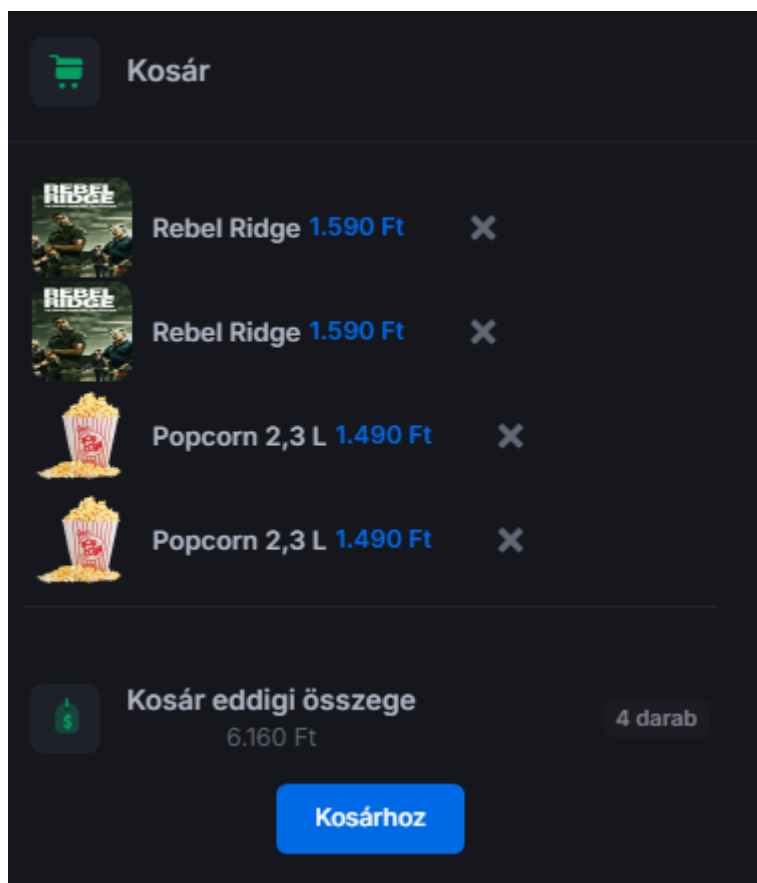 Kosár
REBEL RIDGE
Rebel Ridge 1.590 Ft
REBEL RIDGE
Rebel Ridge 1.590 Ft
Popcorn 2,3 L 1.490 Ft
Popcorn 2,3 L 1.490 Ft
Kosár eddigi összege
6.160 Ft
4 darab
$
Kosárhoz